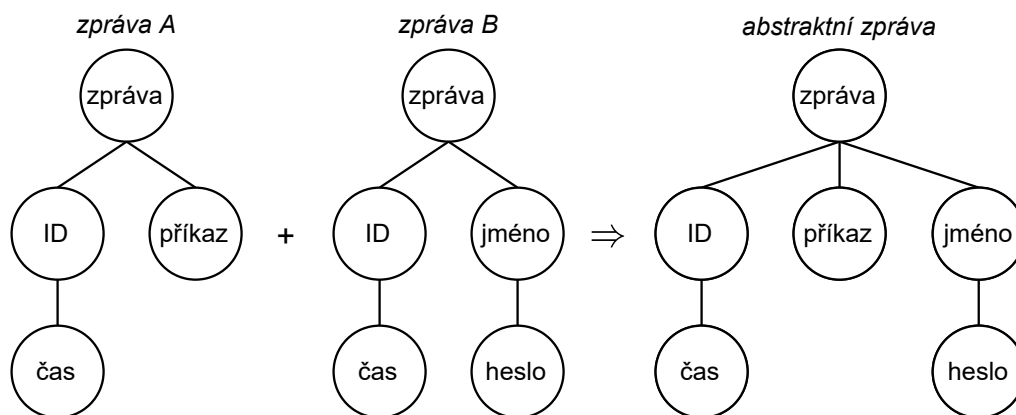 zpráva A zpráva B abstraktní zpráva
zpráva zpráva zpráva
ID příkaz + ID jméno ⇒ ID příkaz jméno
čas čas heslo čas heslo